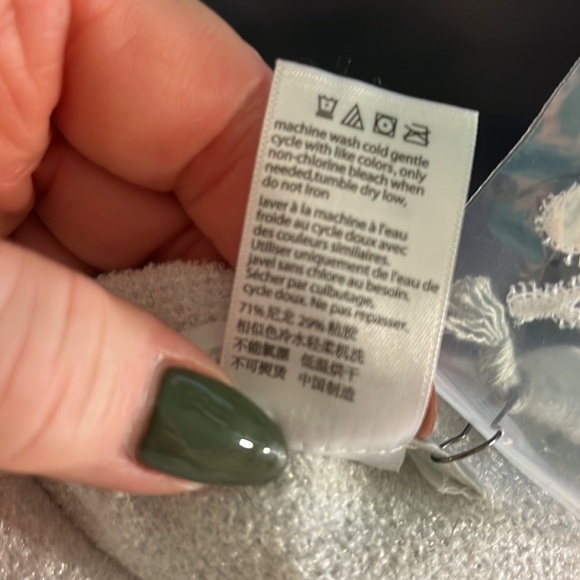 machine wash cold gentle
cycle with like colors, only
non-chlorine bleach when
needed,tumble dry low,
do not iron
laver à la machine à l'eau
froide au cycle doux avec
des couleurs similaires.
Utiliser uniquement de l'eau de
javel sans chlore au besoin.
Sécher par culbutage,
cycle doux. Ne pas repasser.
71%尼龙 29%粘胶
相似色冷水轻柔机洗
不能氯漂 低温烘干
不可熨烫 中国制造